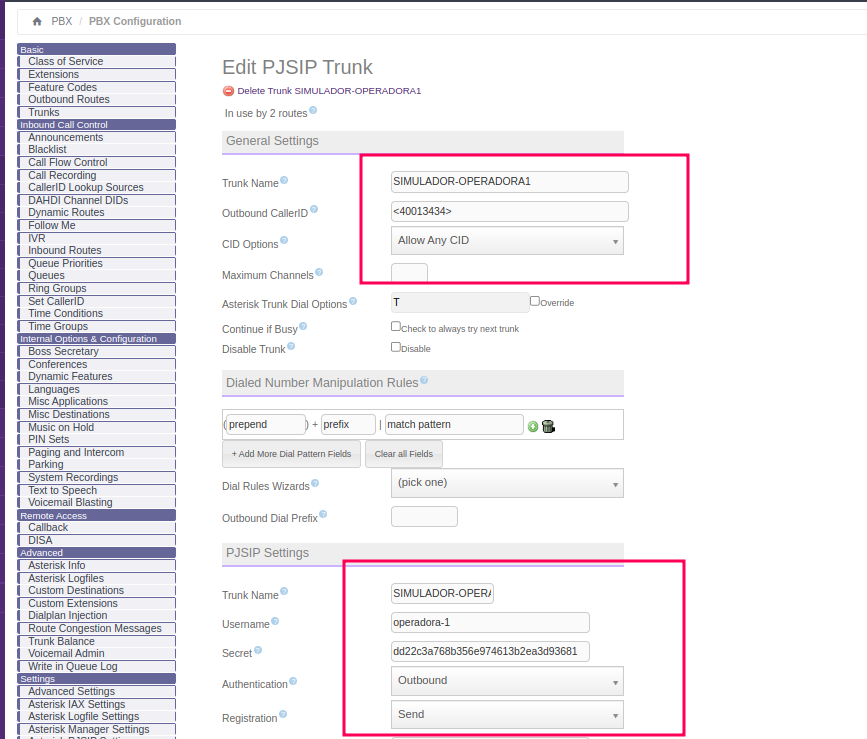 PBX / PBX Configuration
Basic
Class of Service
Extensions
Feature Codes
Outbound Routes
Trunks
Inbound Call Control
Announcements
Blacklist
Call Flow Control
Call Recording
CallerID Lookup Sources
DAHDI Channel DIDs
Dynamic Routes
Follow Me
IVR
Inbound Routes
Queue Priorities
Queues
Ring Groups
Set CallerID
Time Conditions
Time Groups
Internal Options & Configuration
Boss Secretary
Conferences
Dynamic Features
Languages
Misc Applications
Misc Destinations
Music on Hold
PIN Sets
Paging and Intercom
Parking
System Recordings
Text to Speech
Voicemail Blasting
Remote Access
Callback
DISA
Advanced
Asterisk Info
Asterisk Logfiles
Custom Destinations
Custom Extensions
Dialplan Injection
Route Congestion Messages
Trunk Balance
Voicemail Admin
Write in Queue Log
Settings
Advanced Settings
Asterisk IAX Settings
Asterisk Logfile Settings
Asterisk Manager Settings
Edit PJSIP Trunk
Delete Trunk SIMULADOR-OPERADORA1
In use by 2 routes
General Settings
Trunk Name SIMULADOR-OPERADORA1
Outbound CallerID <40013434>
CID Options Allow Any CID
Maximum Channels
Asterisk Trunk Dial Options T Override
Continue if Busy Check to always try next trunk
Disable Trunk Disable
Dialed Number Manipulation Rules
(prepend) + prefix | match pattern
+ Add More Dial Pattern Fields Clear all Fields
Dial Rules Wizards (pick one)
Outbound Dial Prefix
PJSIP Settings
Trunk Name SIMULADOR-OPERA
Username operadora-1
Secret dd22c3a768b356e974613b2ea3d93681
Authentication Outbound
Registration Send